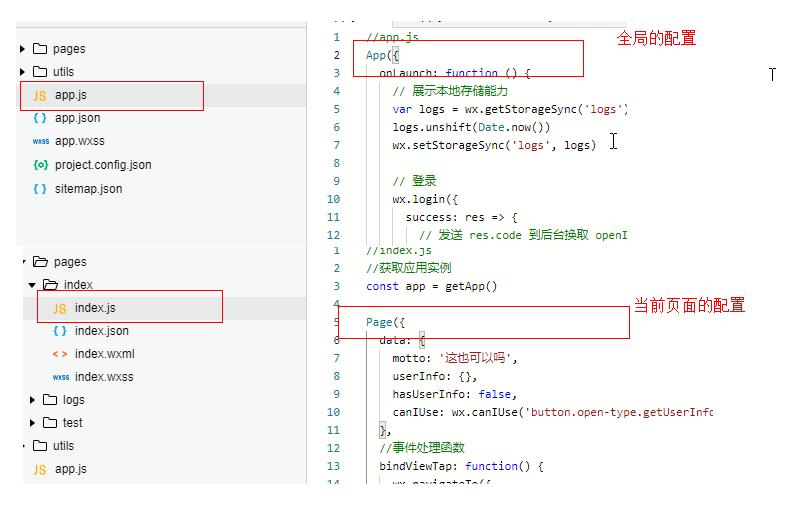 pages
utils
JS app.js
{ } app.json
wxss app.wxss
{o} project.config.json
{ } sitemap.json
1 //app.js
全局的配置
2 App({
3 onLaunch: function () {
4 // 展示本地存储能力
5 var logs = wx.getStorageSync('logs')
6 logs.unshift(Date.now())
7 wx.setStorageSync('logs', logs)
8
9 // 登录
10 wx.login({
11 success: res => {
12 // 发送 res.code 到后台换取 openI
pages
index
JS index.js
{ } index.json
< > index.wxml
wxss index.wxss
logs
test
utils
JS app.js
1 //index.js
2 //获取应用实例
3 const app = getApp()
4
当前页面的配置
5 Page({
6 data: {
7 motto: '这也可以吗',
8 userInfo: {},
9 hasUserInfo: false,
10 canIUse: wx.canIUse('button.open-type.getUserInfo
11 },
12 //事件处理函数
13 bindViewTap: function() {
14 wx.navigateTo({